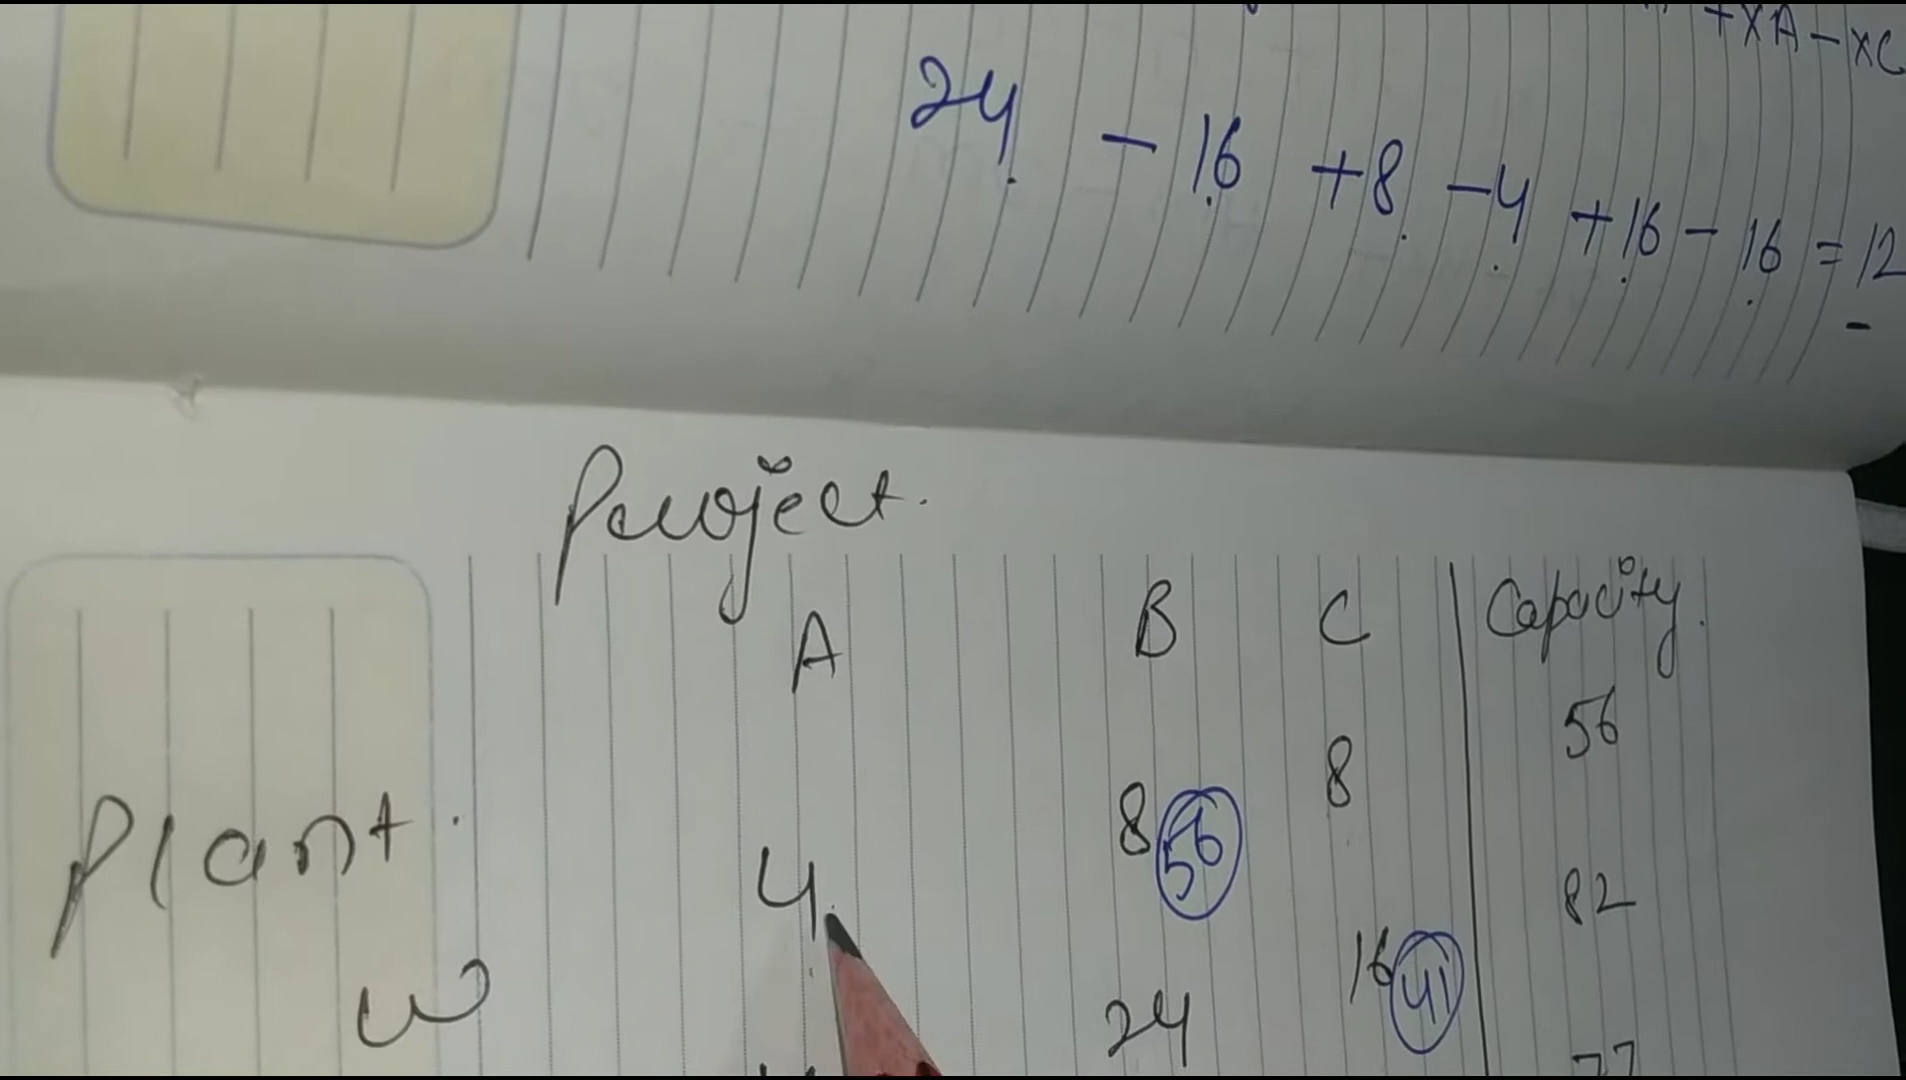 +XA-XC
24 - 16 +8 -4 +16 - 16 = 12
Project.
A B C Capacity.
Plant. 4 8 56 8 56
W 24 16 41 82
77